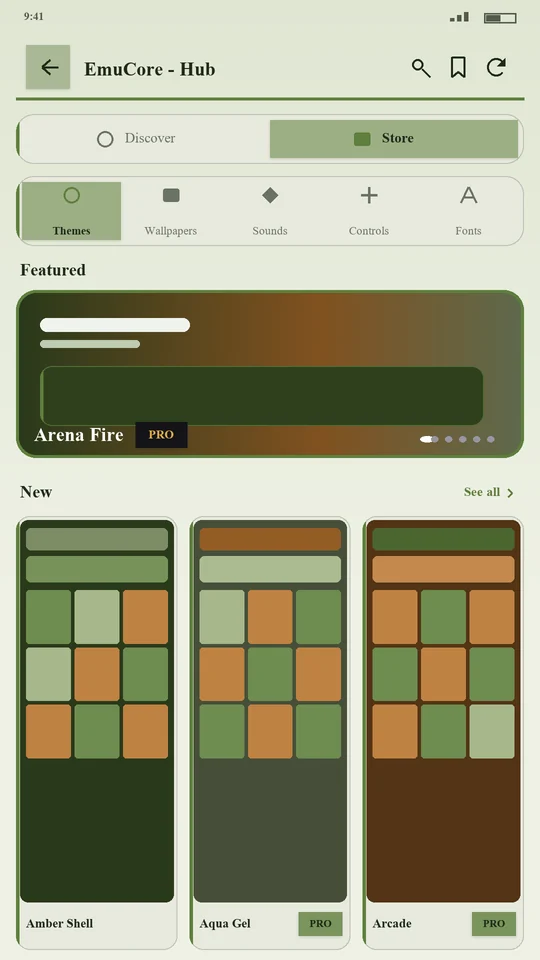 9:41
EmuCore - Hub
Discover
Store
Themes
Wallpapers
Sounds
Controls
Fonts
Featured
Arena Fire
PRO
New
See all
Amber Shell
Aqua Gel
PRO
Arcade
PRO